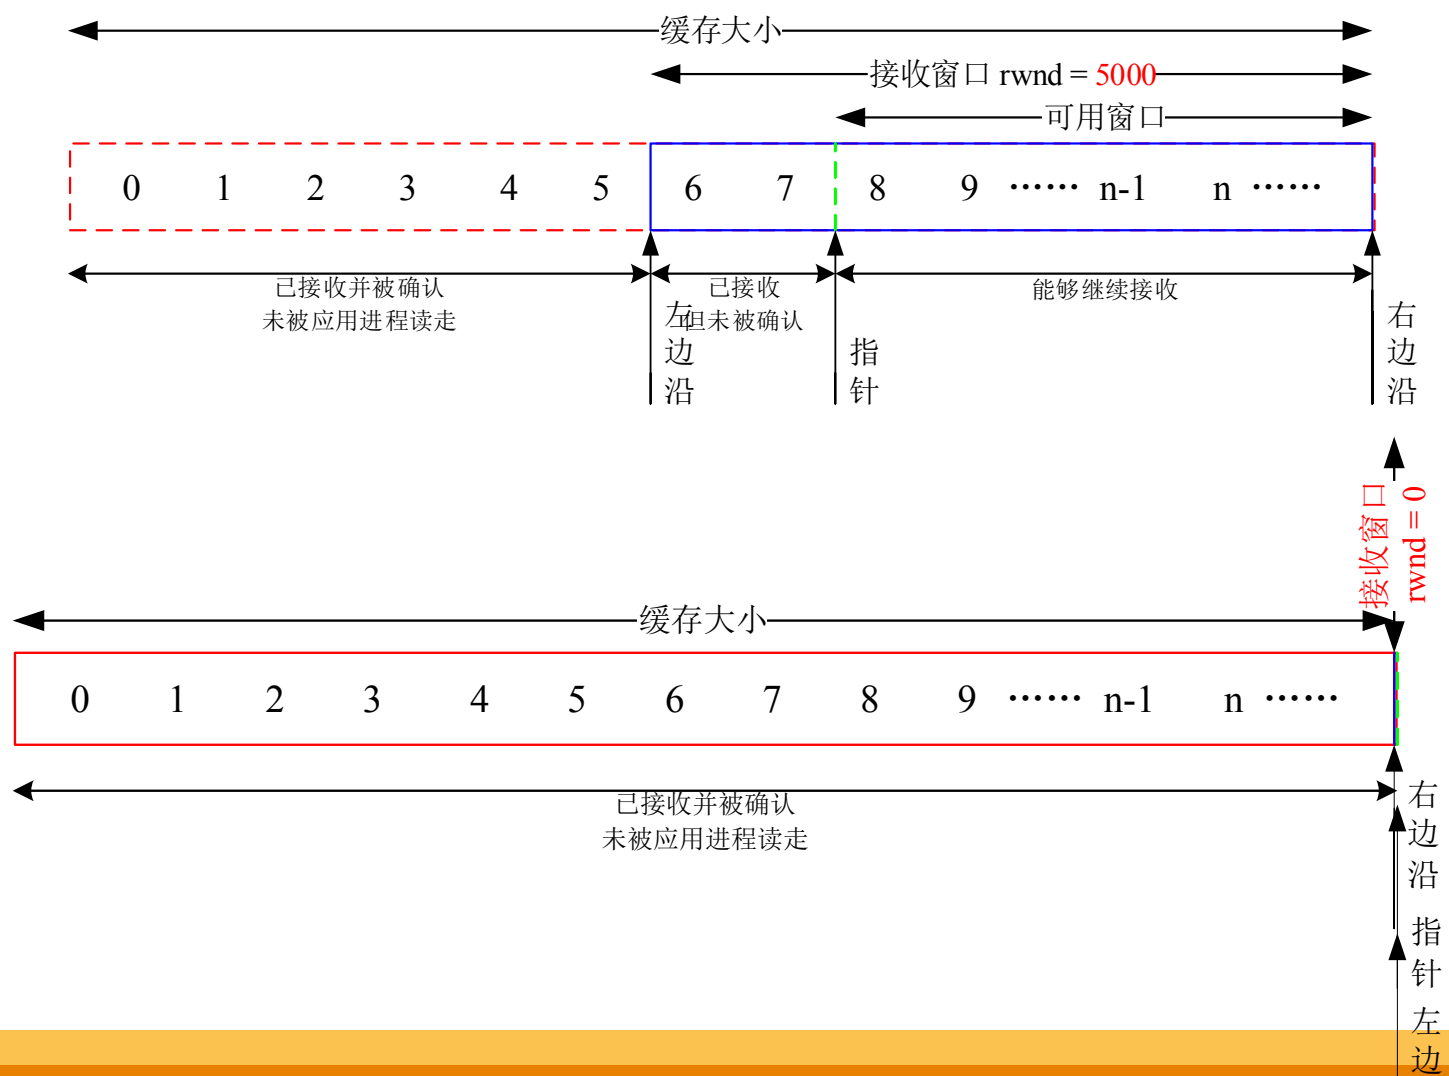 缓存大小
接收窗口 rwnd = 5000
可用窗口
0 1 2 3 4 5 6 7 8 9 …… n-1 n ……
已接收并被确认
未被应用进程读走
已接收
但未被确认
能够继续接收
左边沿
指针
右边沿
接收窗口
rwnd = 0
缓存大小
0 1 2 3 4 5 6 7 8 9 …… n-1 n ……
已接收并被确认
未被应用进程读走
右边沿
指针
左边